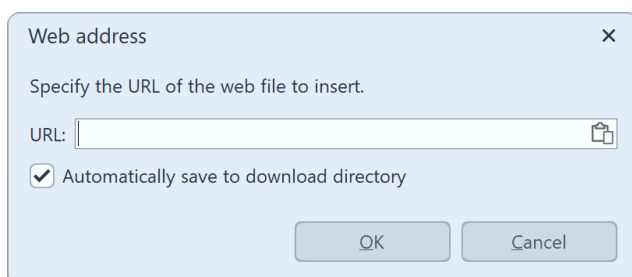 Web address
Specify the URL of the web file to insert.
URL:
Automatically save to download directory
OK Cancel